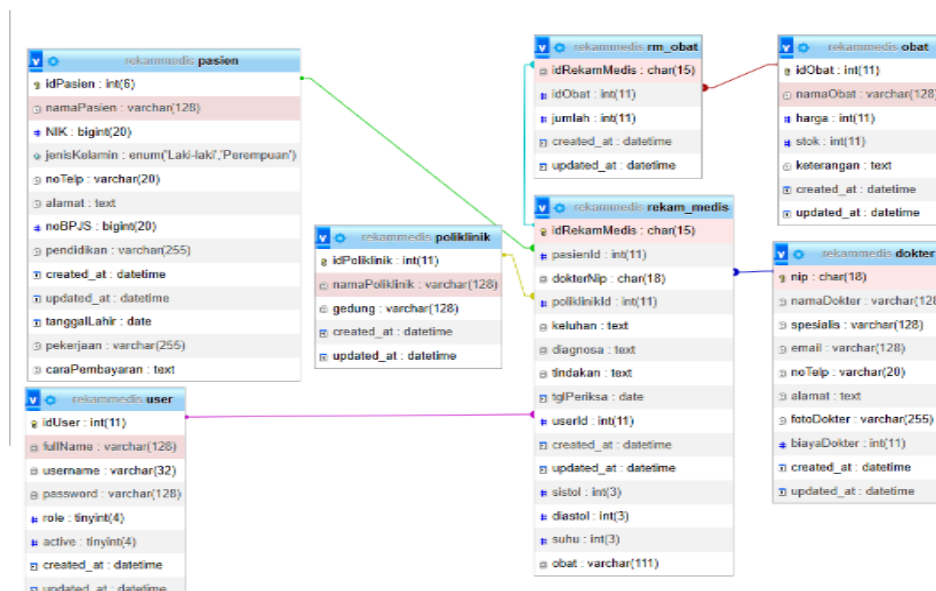 rekammedis pasien
idPasien : int(6)
namaPasien : varchar(128)
NIK : bigint(20)
jenisKelamin : enum('Laki-laki','Perempuan')
noTelp : varchar(20)
alamat : text
noBPJS : bigint(20)
pendidikan : varchar(255)
created_at : datetime
updated_at : datetime
tanggalLahir : date
pekerjaan : varchar(255)
caraPembayaran : text
rekammedis user
idUser : int(11)
fullName : varchar(128)
username : varchar(32)
password : varchar(128)
role : tinyint(4)
active : tinyint(4)
created_at : datetime
updated_at : datetime
rekammedis poliklinik
idPoliklinik : int(11)
namaPoliklinik : varchar(128)
gedung : varchar(128)
created_at : datetime
updated_at : datetime
rekammedis rm_obat
idRekamMedis : char(15)
idObat : int(11)
jumlah : int(11)
created_at : datetime
updated_at : datetime
rekammedis rekam_medis
idRekamMedis : char(15)
pasienId : int(11)
dokterNip : char(18)
poliklinikId : int(11)
keluhan : text
diagnosa : text
tindakan : text
tglPeriksa : date
userId : int(11)
created_at : datetime
updated_at : datetime
sistol : int(3)
diastol : int(3)
suhu : int(3)
obat : varchar(111)
rekammedis obat
idObat : int(11)
namaObat : varchar(128)
harga : int(11)
stok : int(11)
keterangan : text
created_at : datetime
updated_at : datetime
rekammedis dokter
nip : char(18)
namaDokter : varchar(128
spesialis : varchar(128)
email : varchar(128)
noTelp : varchar(20)
alamat : text
fotoDokter : varchar(255)
biayaDokter : int(11)
created_at : datetime
updated_at : datetime